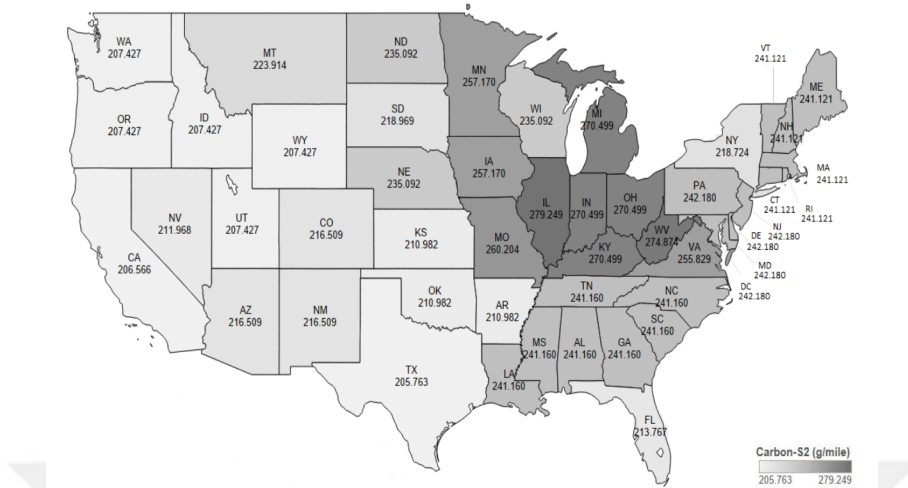 WA
207.427
MT
223.914
ND
235.092
MN
257.170
VT
241.121
ME
241.121
OR
207.427
ID
207.427
SD
218.969
WI
235.092
MI
270.499
NH
241.121
NY
218.724
WY
207.427
NE
235.092
IA
257.170
MA
241.121
PA
242.180
CT
241.121
RI
241.121
NJ
242.180
DE
242.180
MD
242.180
DC
242.180
NV
211.968
UT
207.427
CO
216.509
KS
210.982
MO
260.204
IL
279.249
IN
270.499
OH
270.499
WV
274.874
VA
255.829
KY
270.499
CA
206.566
AZ
216.509
NM
216.509
OK
210.982
AR
210.982
TN
241.160
NC
241.160
SC
241.160
MS
241.160
AL
241.160
GA
241.160
TX
205.763
LA
241.160
FL
213.767
Carbon-S2 (g/mile)
205.763 279.249